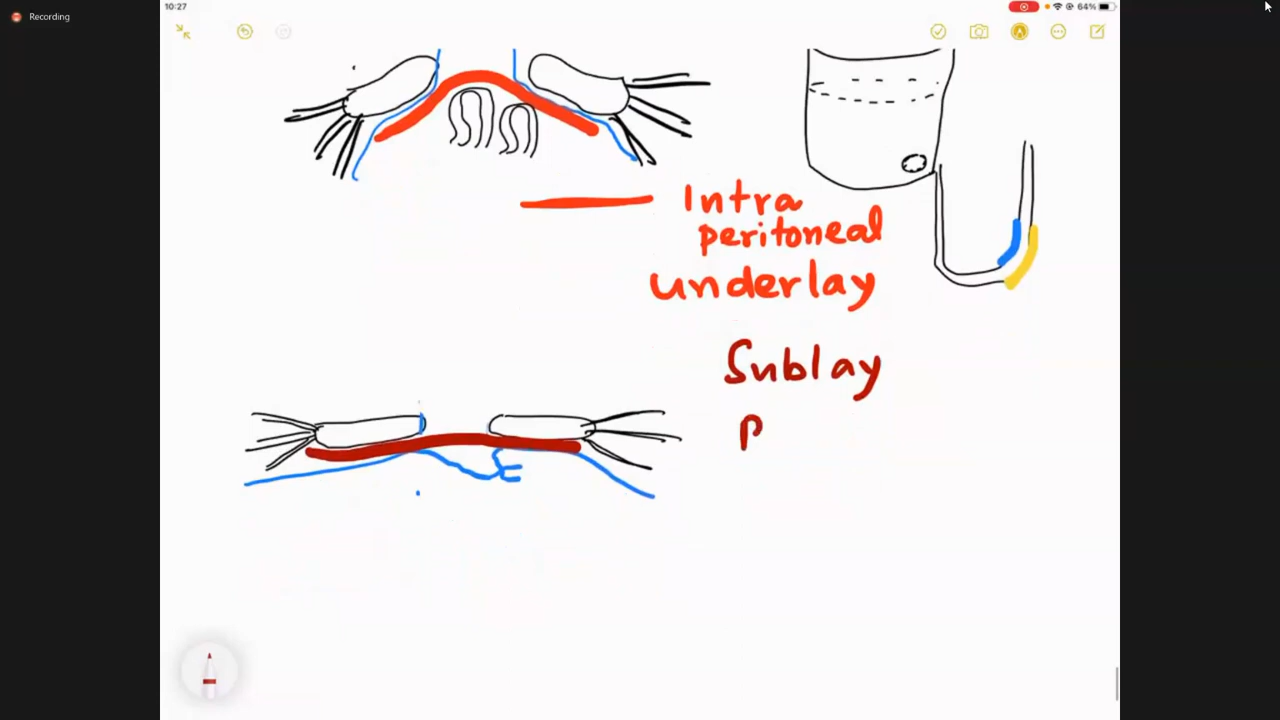 Recording
10:27
64%
Intra
peritoneal
underlay
Sublay
P